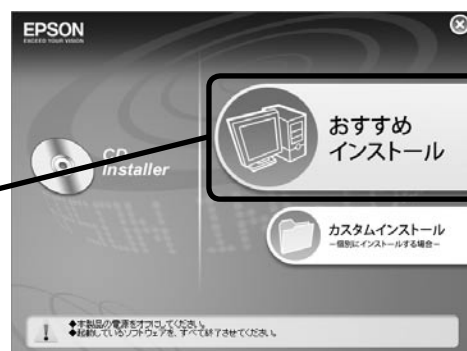 EPSON
EXCEED YOUR VISION
おすすめ
インストール
CD
Installer
カスタムインストール
－個別にインストールする場合－
◆本製品の電源をオフにしてください。
◆起動しているソフトウェアを、すべて終了させてください。